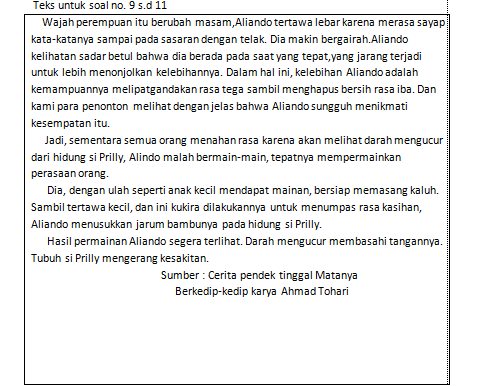 Teks untuk soal no. 9 s.d 11
Wajah perempuan itu berubah masam,Aliando tertawa lebar karena merasa sayap
kata-katanya sampai pada sasaran dengan telak. Dia makin bergairah.Aliando
kelihatan sadar betul bahwa dia berada pada saat yang tepat,yang jarang terjadi
untuk lebih menonjolkan kelebihannya. Dalam hal ini, kelebihan Aliando adalah
kemampuannya melipatgandakan rasa tega sambil menghapus bersih rasa iba. Dan
kami para penonton melihat dengan jelas bahwa Aliando sungguh menikmati
kesempatan itu.
Jadi, sementara semua orang menahan rasa karena akan melihat darah mengucur
dari hidung si Prilly, Alindo malah bermain-main, tepatnya mempermainkan
perasaan orang.
Dia, dengan ulah seperti anak kecil mendapat mainan, bersiap memasang kaluh.
Sambil tertawa kecil, dan ini kukira dilakukannya untuk menumpas rasa kasihan,
Aliando menusukkan jarum bambunya pada hidung si Prilly.
Hasil permainan Aliando segera terlihat. Darah mengucur membasahi tangannya.
Tubuh si Prilly mengerang kesakitan.
Sumber : Cerita pendek tinggal Matanya
Berkedip-kedip karya Ahmad Tohari